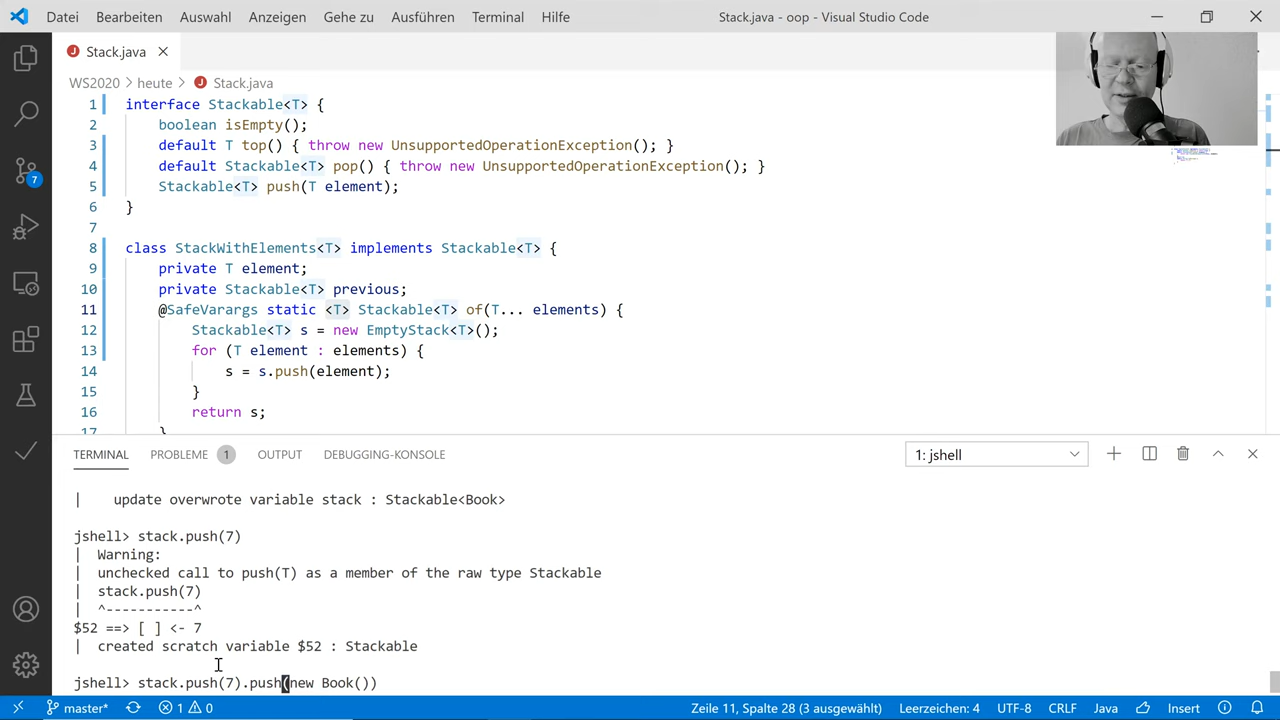 Datei Bearbeiten Auswahl Anzeigen Gehe zu Ausführen Terminal Hilfe Stack.java - oop - Visual Studio Code
Stack.java
WS2020 > heute > Stack.java
1 interface Stackable<T> {
2 boolean isEmpty();
3 default T top() { throw new UnsupportedOperationException(); }
4 default Stackable<T> pop() { throw new UnsupportedOperationException(); }
5 Stackable<T> push(T element);
6 }
7
8 class StackWithElements<T> implements Stackable<T> {
9 private T element;
10 private Stackable<T> previous;
11 @SafeVarargs static <T> Stackable<T> of(T... elements) {
12 Stackable<T> s = new EmptyStack<T>();
13 for (T element : elements) {
14 s = s.push(element);
15 }
16 return s;
17 }
TERMINAL PROBLEME 1 OUTPUT DEBUGGING-KONSOLE 1: jshell
| update overwrote variable stack : Stackable<Book>
jshell> stack.push(7)
| Warning:
| unchecked call to push(T) as a member of the raw type Stackable
| stack.push(7)
| ^-----------^
$52 ==> [ ] <- 7
| created scratch variable $52 : Stackable
jshell> stack.push(7).push(new Book())
7
master* 1 0 Zeile 11, Spalte 28 (3 ausgewählt) Leerzeichen: 4 UTF-8 CRLF Java Insert